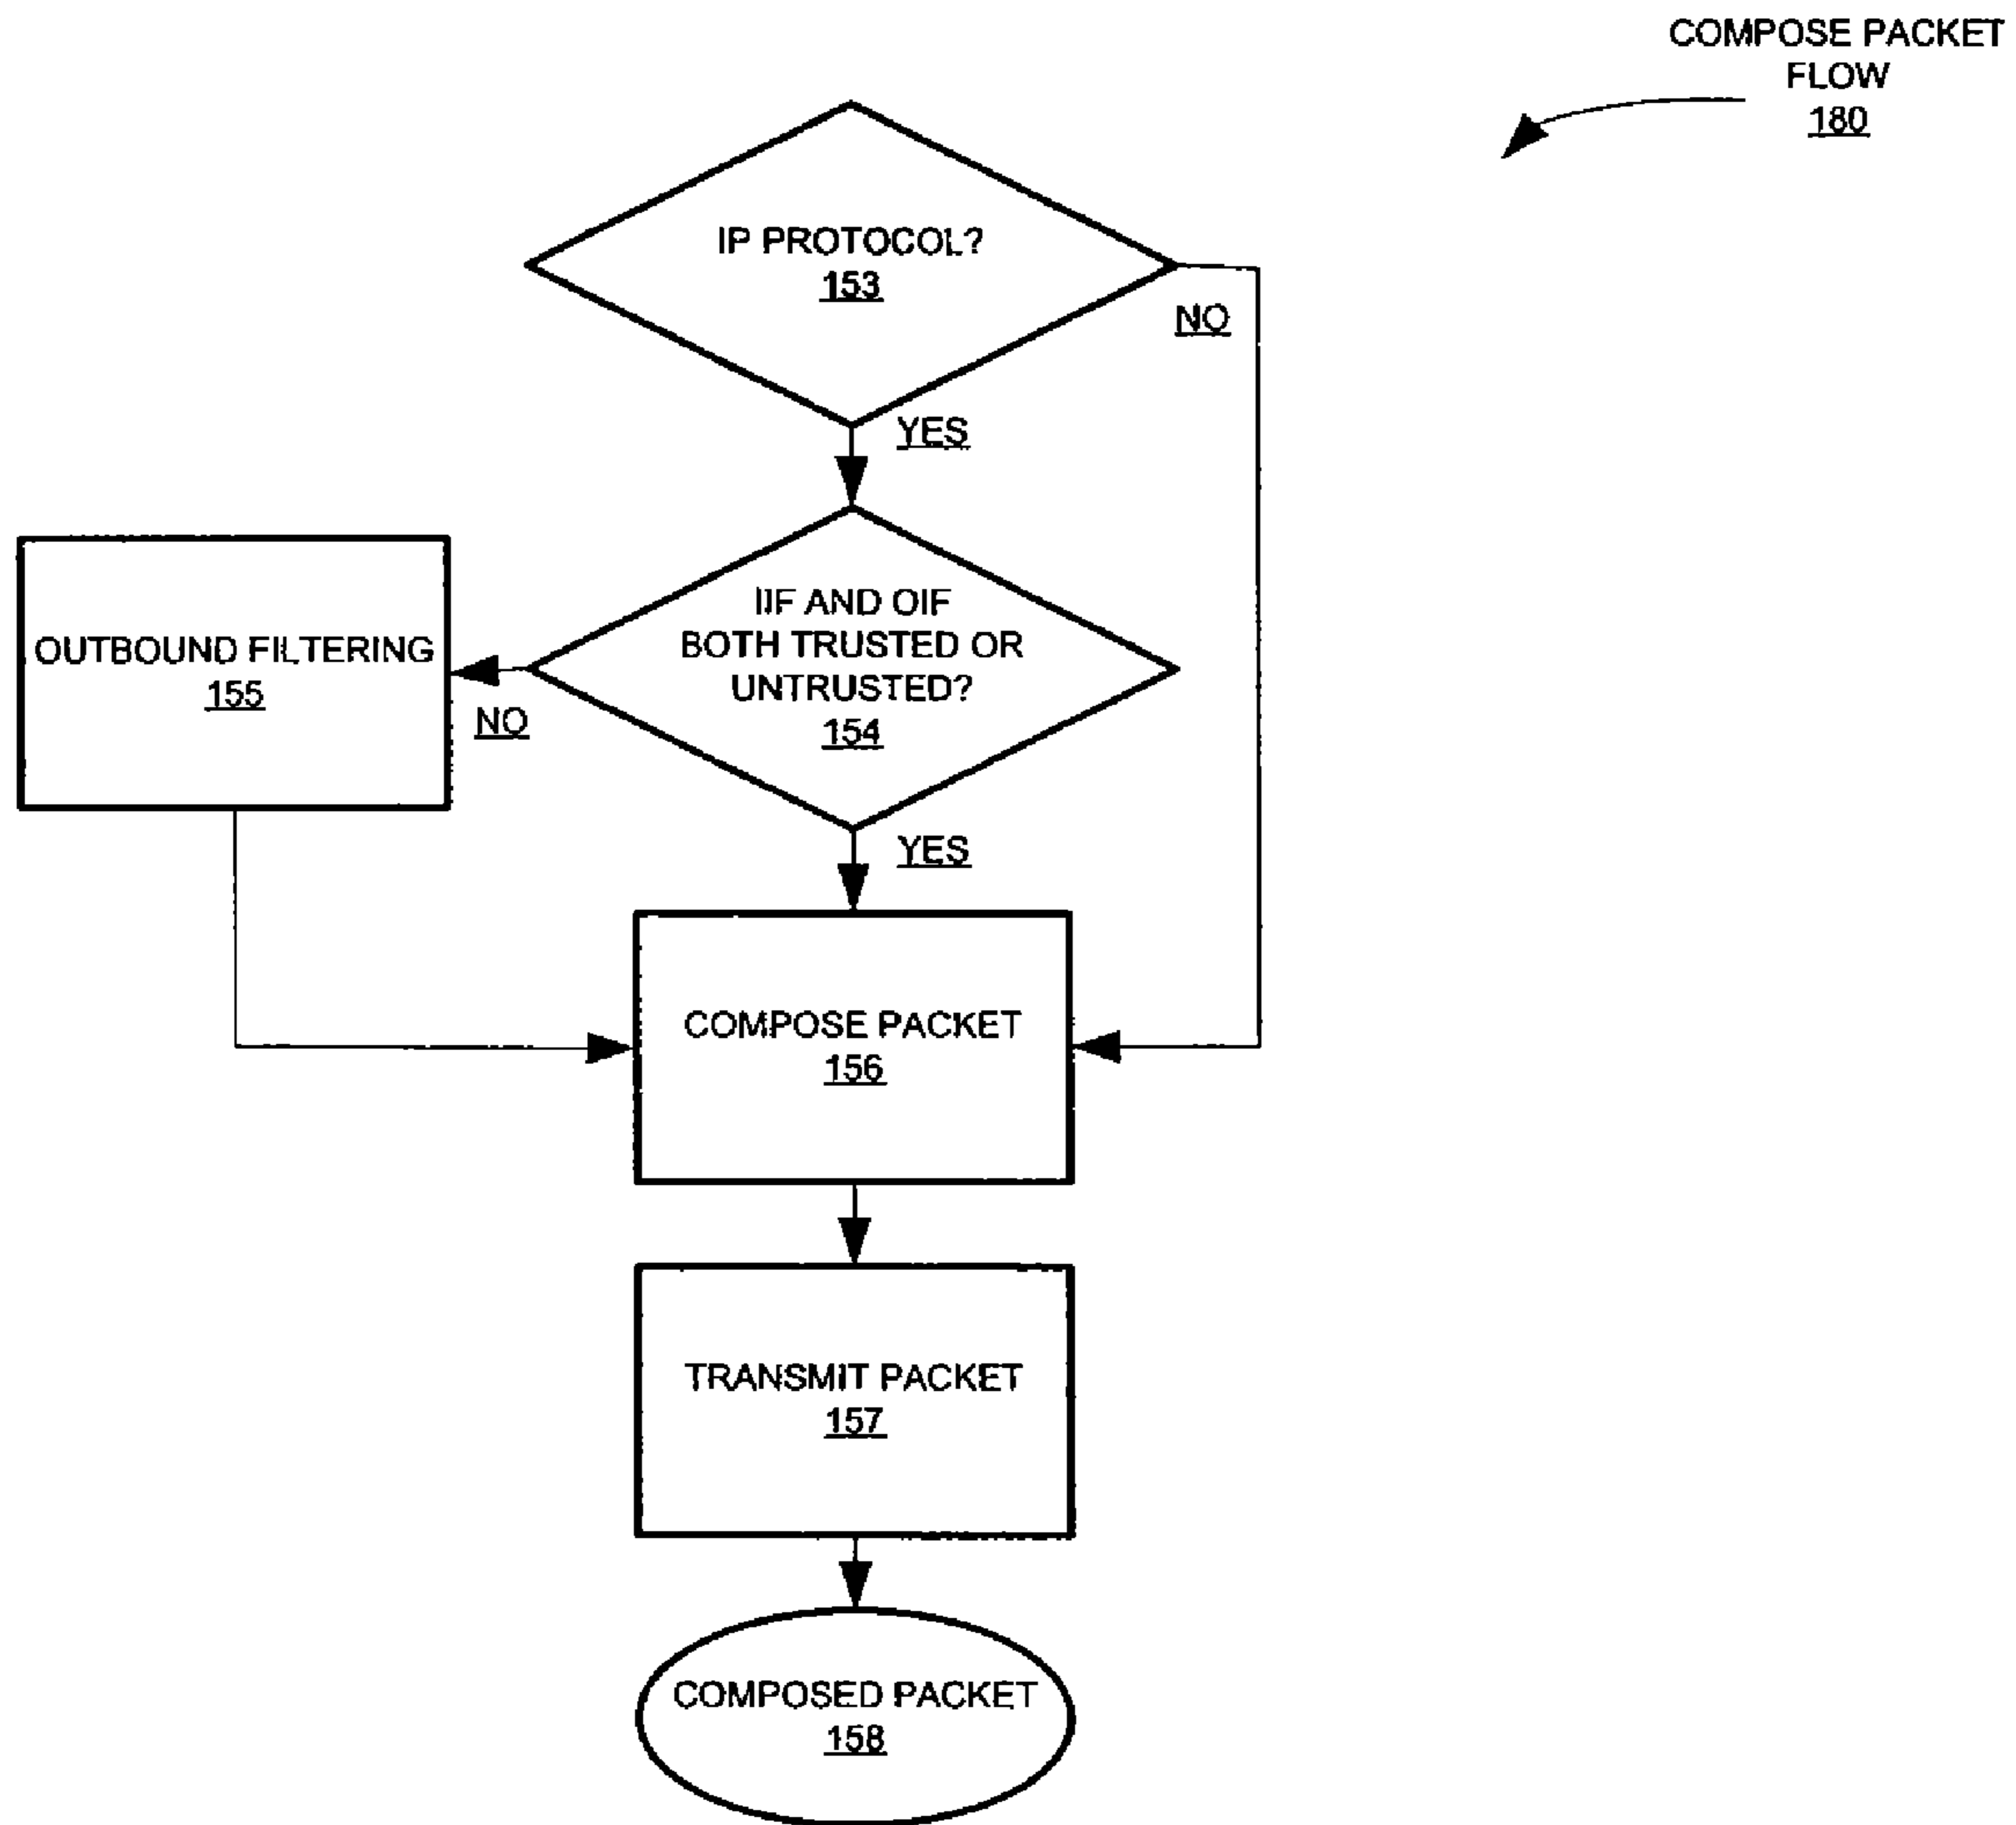 COMPOSE PACKET
FLOW
180
IP PROTOCOL?
153
NO
YES
IIF AND OIF
BOTH TRUSTED OR
UNTRUSTED?
154
OUTBOUND FILTERING
155
NO
YES
COMPOSE PACKET
156
TRANSMIT PACKET
157
COMPOSED PACKET
158